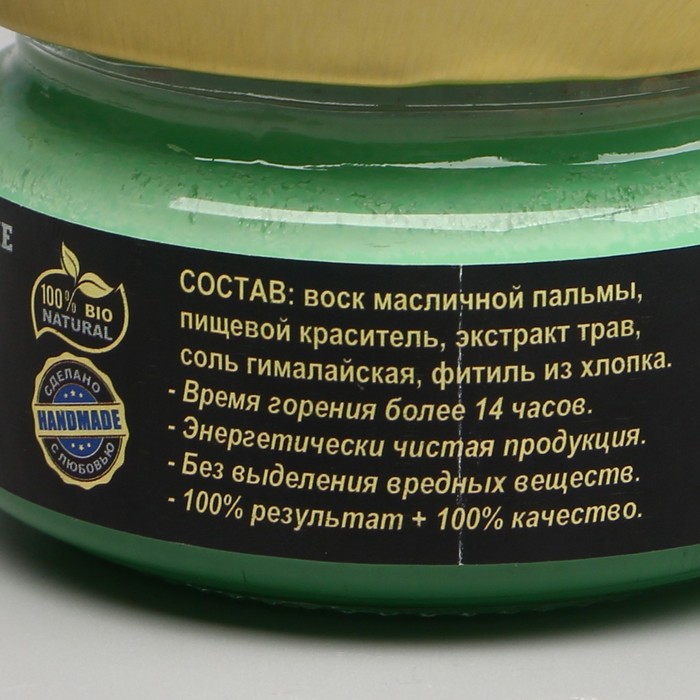 Е
100% BIO
NATURAL
СДЕЛАНО
HANDMADE
С ЛЮБОВЬЮ
СОСТАВ: воск масличной пальмы,
пищевой краситель, экстракт трав,
соль гималайская, фитиль из хлопка.
- Время горения более 14 часов.
- Энергетически чистая продукция.
- Без выделения вредных веществ.
- 100% результат + 100% качество.